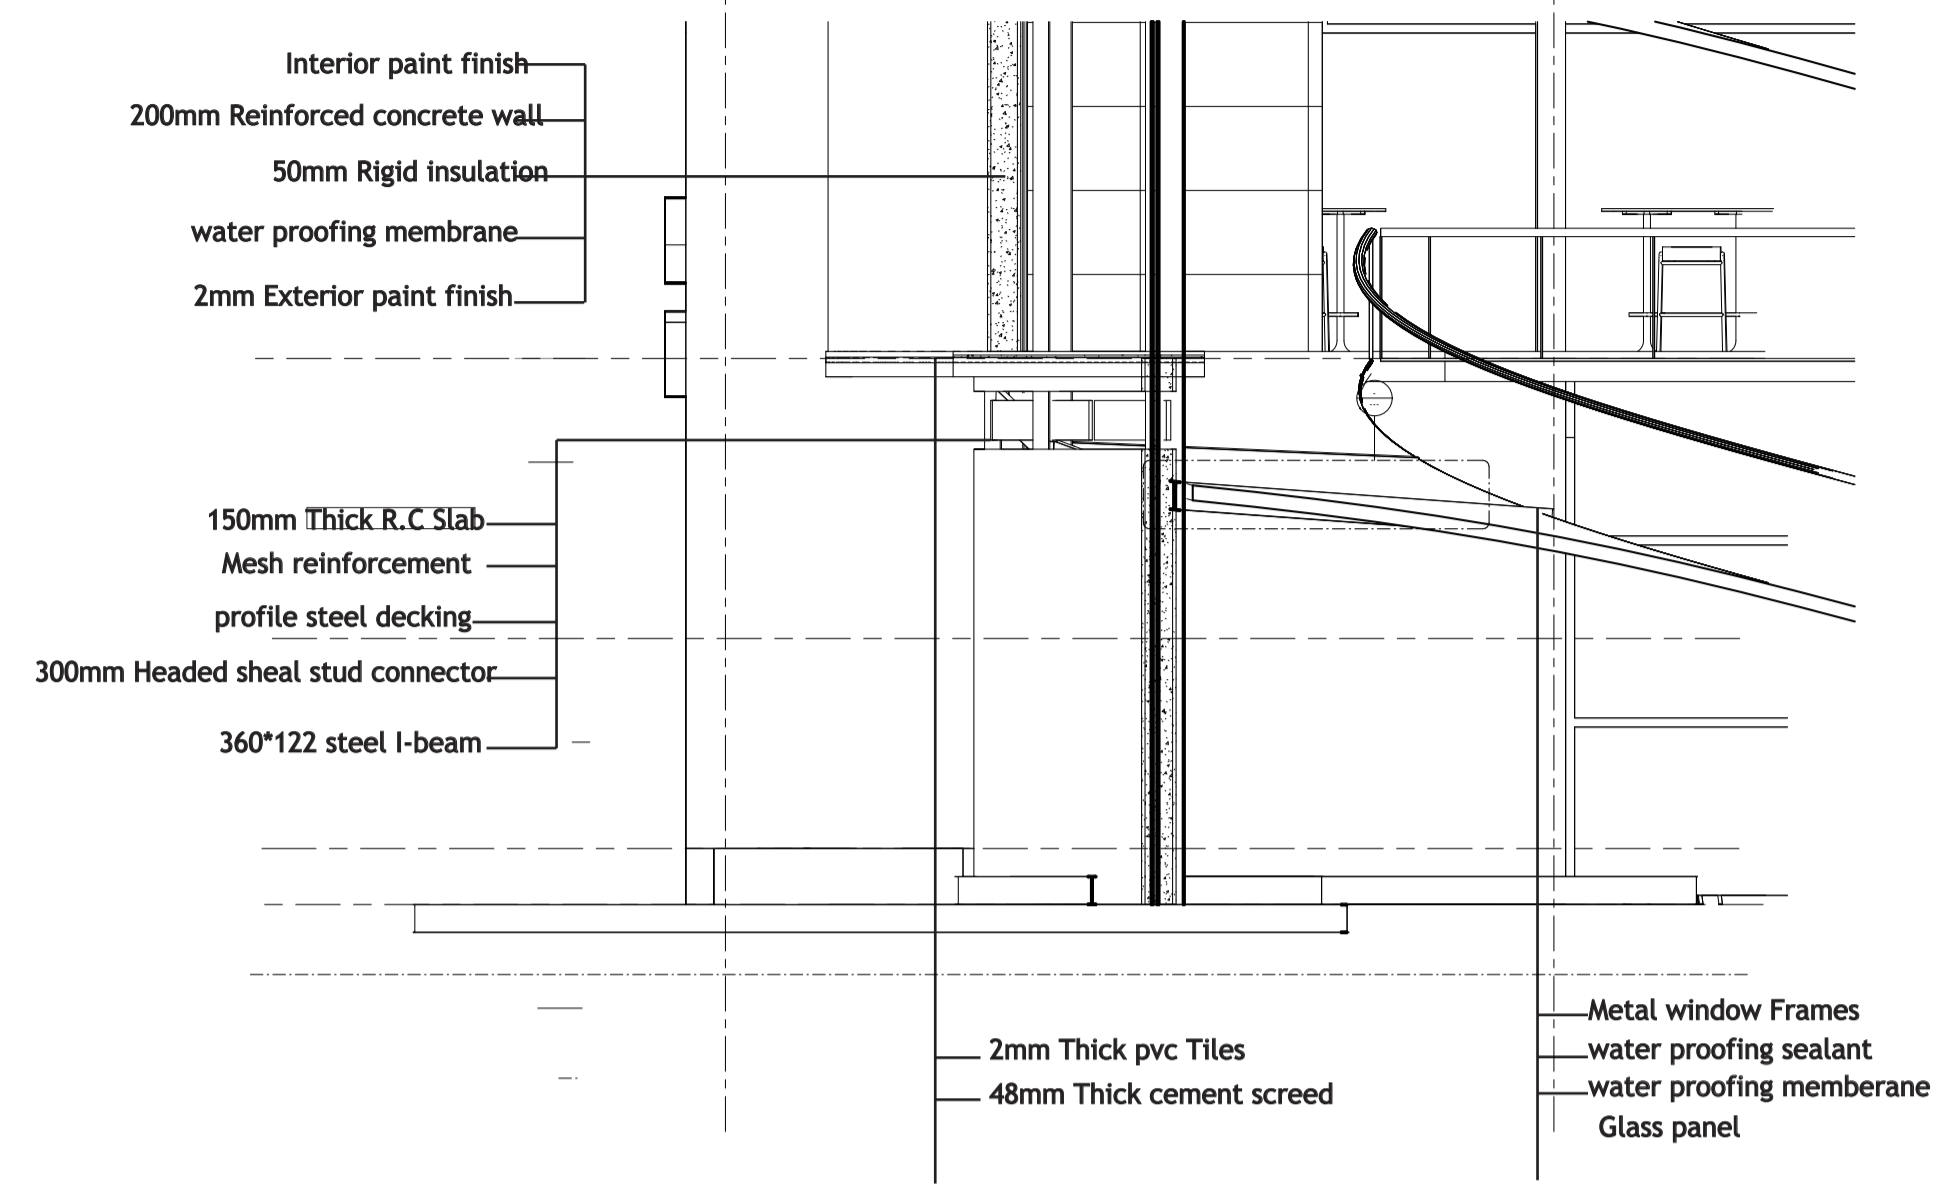 Interior paint finish
200mm Reinforced concrete wall
50mm Rigid insulation
water proofing membrane
2mm Exterior paint finish
150mm Thick R.C Slab
Mesh reinforcement
profile steel decking
300mm Headed sheal stud connector
360*122 steel I-beam
2mm Thick pvc Tiles
48mm Thick cement screed
Metal window Frames
water proofing sealant
water proofing memberane
Glass panel